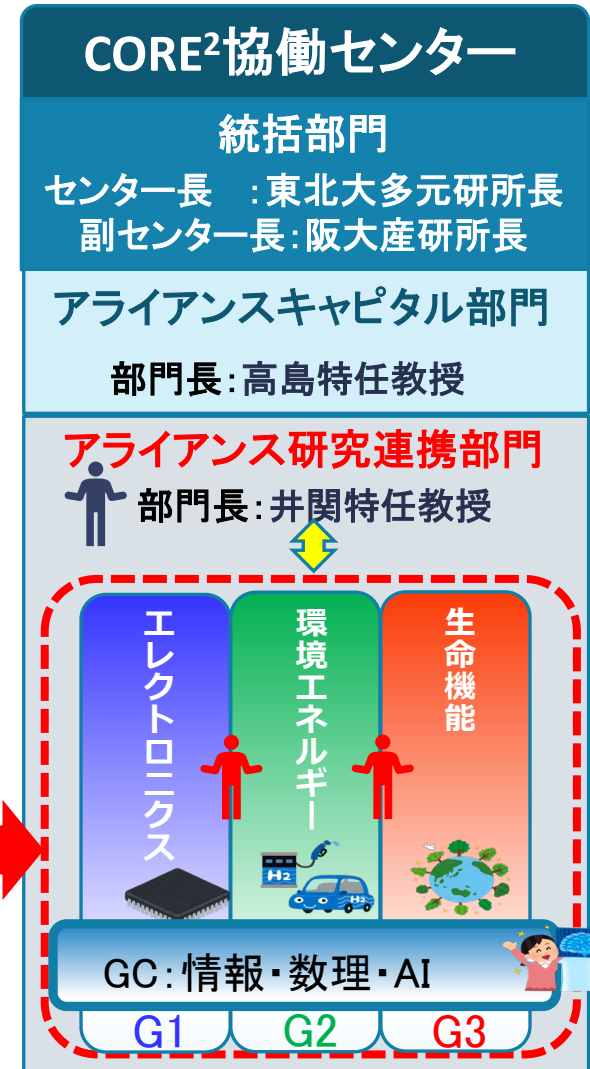 CORE²協働センター
統括部門
センター長　：東北大多元研所長
副センター長：阪大産研所長
アライアンスキャピタル部門
部門長：高島特任教授
アライアンス研究連携部門
部門長：井関特任教授
エレクトロニクス
環境エネルギー
生命機能
H2
H2
GC：情報・数理・AI
G1
G2
G3